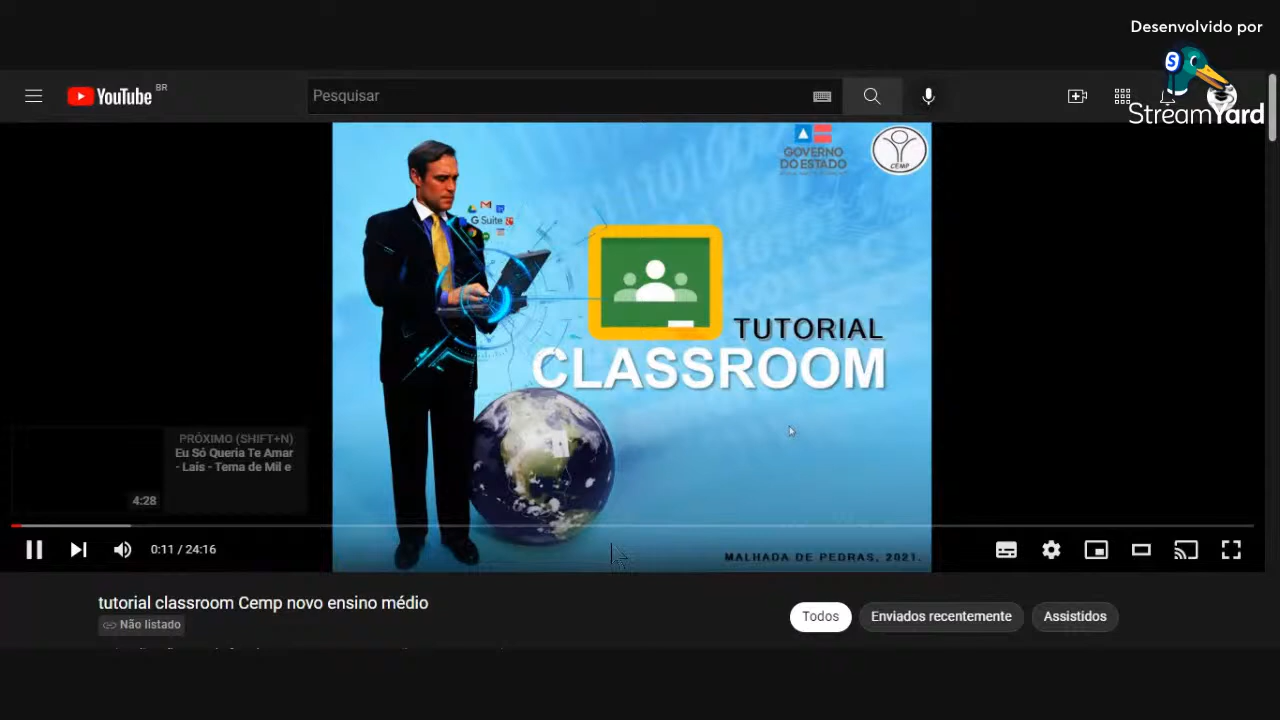 Desenvolvido por
StreamYard
YouTube BR
Pesquisar
GOVERNO
DO ESTADO
CEMP
G Suite
TUTORIAL
CLASSROOM
PRÓXIMO (SHIFT+N)
Eu Só Queria Te Amar
- Laís - Tema de Mil e
4:28
0:11 / 24:16
MALHADA DE PEDRAS, 2021.
tutorial classroom Cemp novo ensino médio
Não listado
Todos
Enviados recentemente
Assistidos